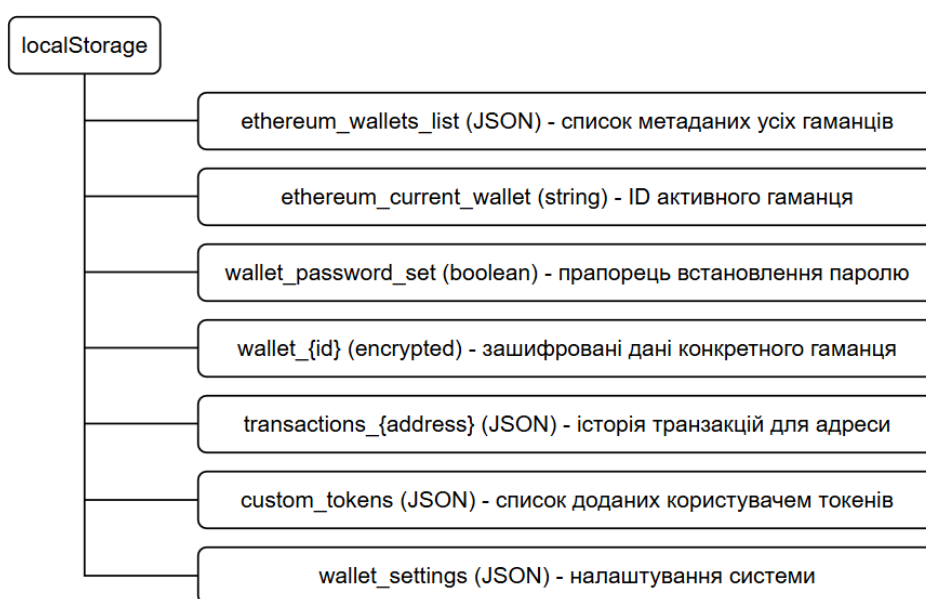 localStorage
ethereum_wallets_list (JSON) - список метаданих усіх гаманців
ethereum_current_wallet (string) - ID активного гаманця
wallet_password_set (boolean) - прапорець встановлення паролю
wallet_{id} (encrypted) - зашифровані дані конкретного гаманця
transactions_{address} (JSON) - історія транзакцій для адреси
custom_tokens (JSON) - список доданих користувачем токенів
wallet_settings (JSON) - налаштування системи